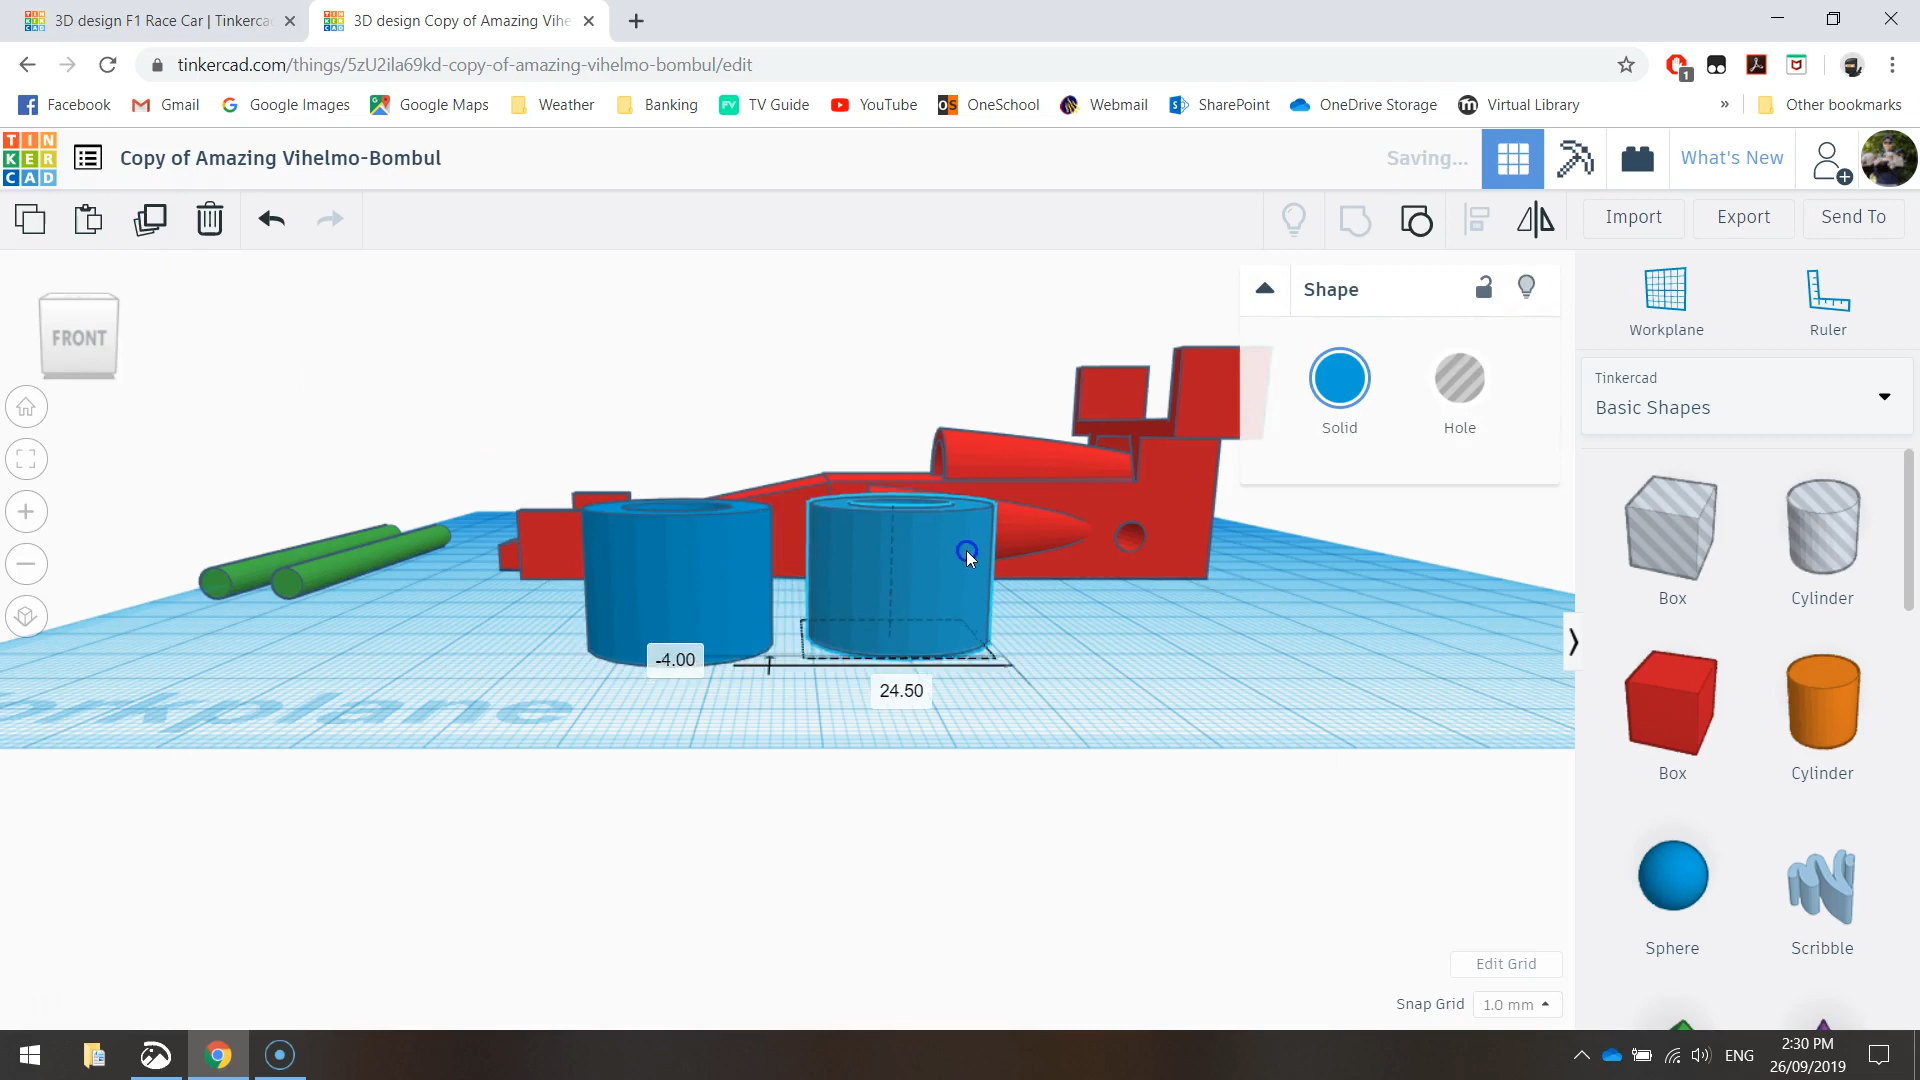 3D design F1 Race Car | Tinkerca
3D design Copy of Amazing Vihe
tinkercad.com/things/5zU2ila69kd-copy-of-amazing-vihelmo-bombul/edit
1
Facebook Gmail Google Images Google Maps Weather Banking TV Guide YouTube OneSchool Webmail SharePoint OneDrive Storage Virtual Library » Other bookmarks
TIN
KER
CAD
Copy of Amazing Vihelmo-Bombul
Saving...
What's New
Import Export Send To
FRONT
Shape
Solid Hole
Workplane Ruler
Tinkercad
Basic Shapes
Box Cylinder
Box Cylinder
Sphere Scribble
-4.00
24.50
orkplane
Edit Grid
Snap Grid 1.0 mm
ENG
2:30 PM
26/09/2019